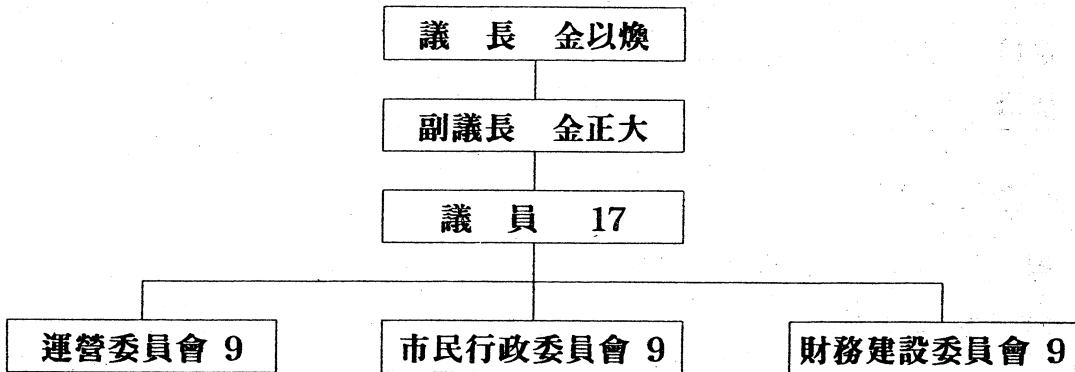 議 長 金以煥
副議長 金正大
議 員 17
運營委員會 9
市民行政委員會 9
財務建設委員會 9